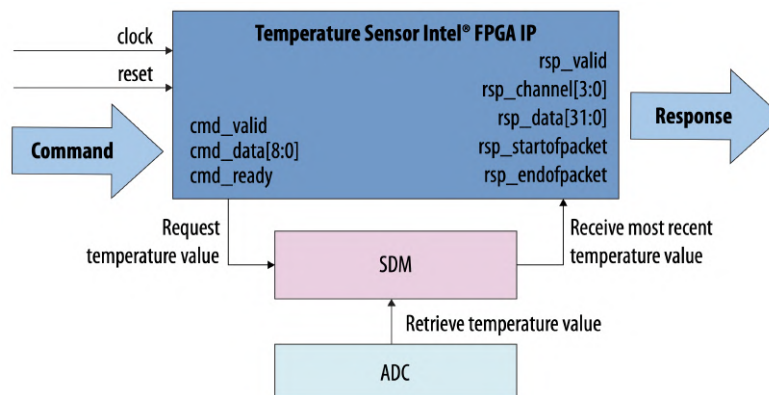 Temperature Sensor Intel® FPGA IP
clock
reset
Command
cmd_valid
cmd_data[8:0]
cmd_ready
rsp_valid
rsp_channel[3:0]
rsp_data[31:0]
rsp_startofpacket
rsp_endofpacket
Response
Request
temperature value
SDM
Receive most recent
temperature value
Retrieve temperature value
ADC